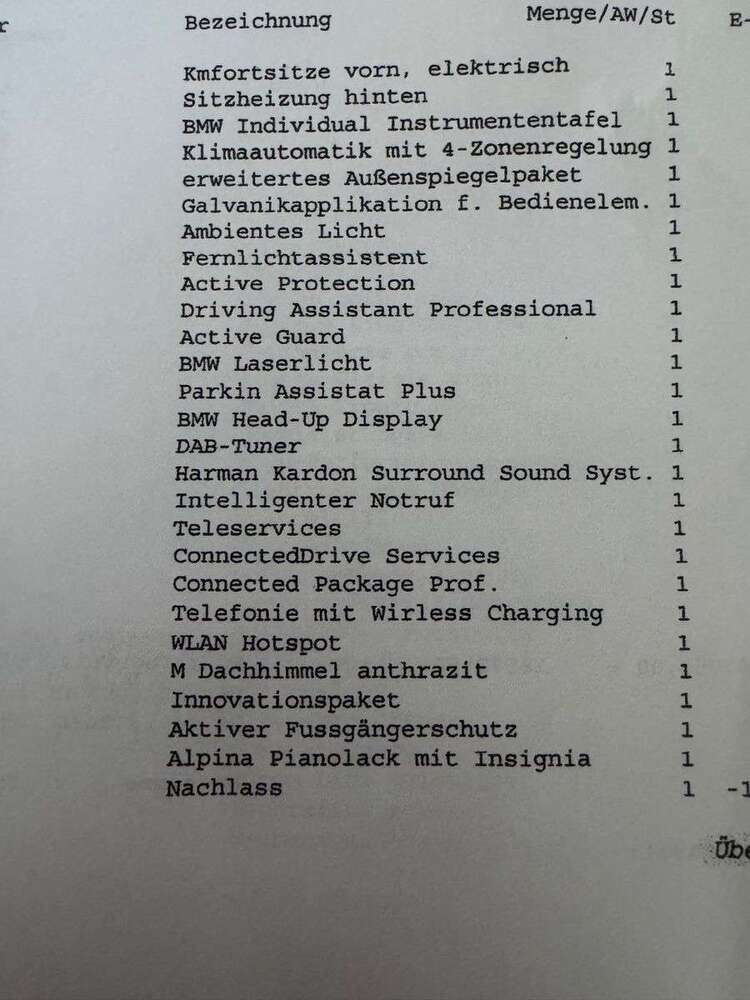 r Bezeichnung Menge/AW/St E-
Kmfortsitze vorn, elektrisch 1
Sitzheizung hinten 1
BMW Individual Instrumententafel 1
Klimaautomatik mit 4-Zonenregelung 1
erweitertes Außenspiegelpaket 1
Galvanikapplikation f. Bedienelem. 1
Ambientes Licht 1
Fernlichtassistent 1
Active Protection 1
Driving Assistant Professional 1
Active Guard 1
BMW Laserlicht 1
Parkin Assistat Plus 1
BMW Head-Up Display 1
DAB-Tuner 1
Harman Kardon Surround Sound Syst. 1
Intelligenter Notruf 1
Teleservices 1
ConnectedDrive Services 1
Connected Package Prof. 1
Telefonie mit Wirless Charging 1
WLAN Hotspot 1
M Dachhimmel anthrazit 1
Innovationspaket 1
Aktiver Fussgängerschutz 1
Alpina Pianolack mit Insignia 1
Nachlass 1 -1
Übe